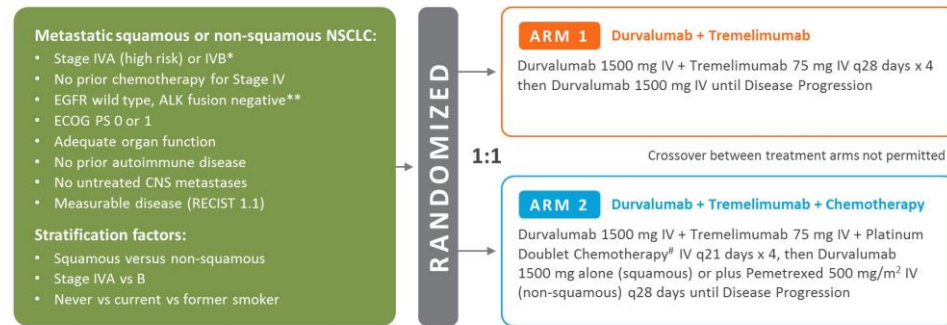 Metastatic squamous or non-squamous NSCLC:
• Stage IVA (high risk) or IVB*
• No prior chemotherapy for Stage IV
• EGFR wild type, ALK fusion negative**
• ECOG PS 0 or 1
• Adequate organ function
• No prior autoimmune disease
• No untreated CNS metastases
• Measurable disease (RECIST 1.1)
Stratification factors:
• Squamous versus non-squamous
• Stage IVA vs B
• Never vs current vs former smoker
RANDOMIZED
1:1
ARM 1 Durvalumab + Tremelimumab
Durvalumab 1500 mg IV + Tremelimumab 75 mg IV q28 days x 4
then Durvalumab 1500 mg IV until Disease Progression
Crossover between treatment arms not permitted
ARM 2 Durvalumab + Tremelimumab + Chemotherapy
Durvalumab 1500 mg IV + Tremelimumab 75 mg IV + Platinum
Doublet Chemotherapy# IV q21 days x 4, then Durvalumab
1500 mg alone (squamous) or plus Pemetrexed 500 mg/m² IV
(non-squamous) q28 days until Disease Progression